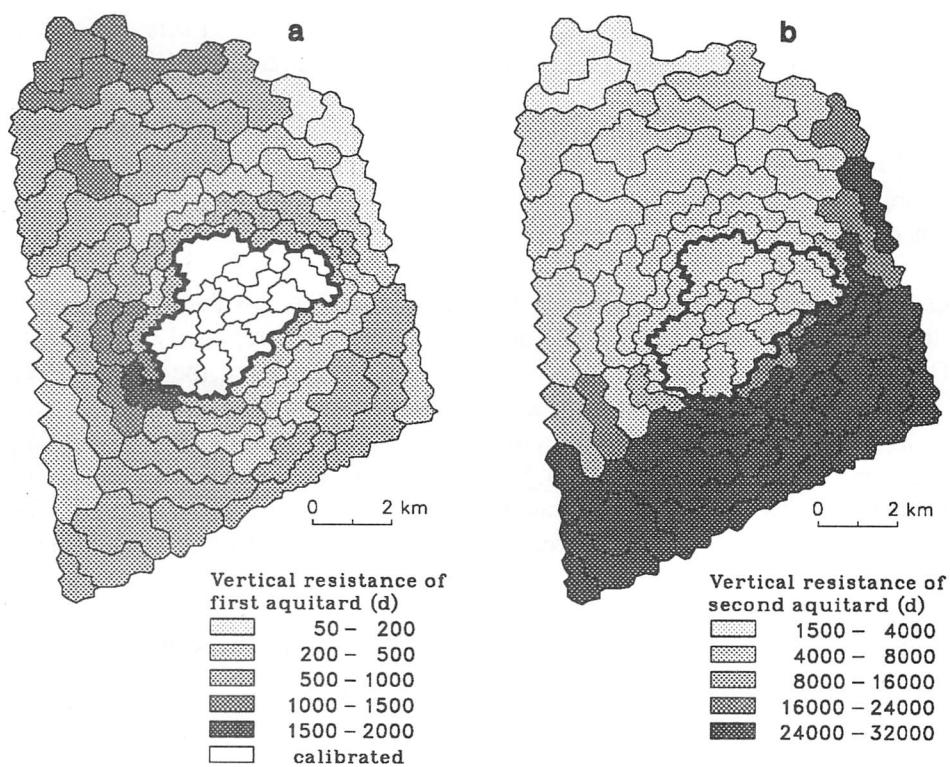 a
b
0 2 km
0 2 km
Vertical resistance of
first aquitard (d)
50 – 200
200 – 500
500 – 1000
1000 – 1500
1500 – 2000
calibrated
Vertical resistance of
second aquitard (d)
1500 – 4000
4000 – 8000
8000 – 16000
16000 – 24000
24000 – 32000